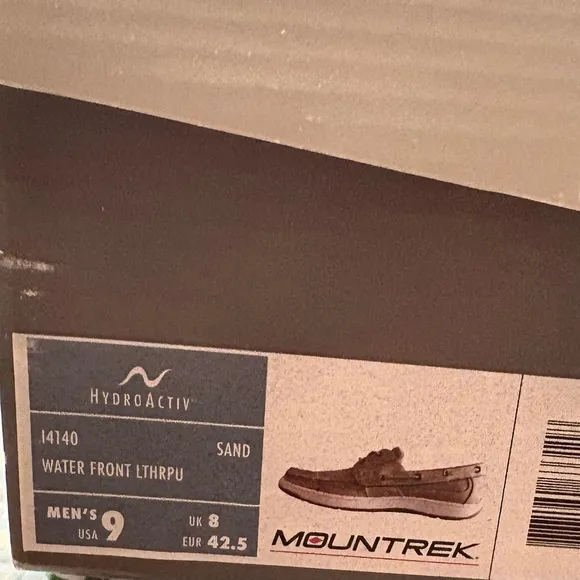 HYDROACTIV
14140
SAND
WATER FRONT LTHRPU
MEN'S
USA 9
UK 8
EUR 42.5
MOUNTREK